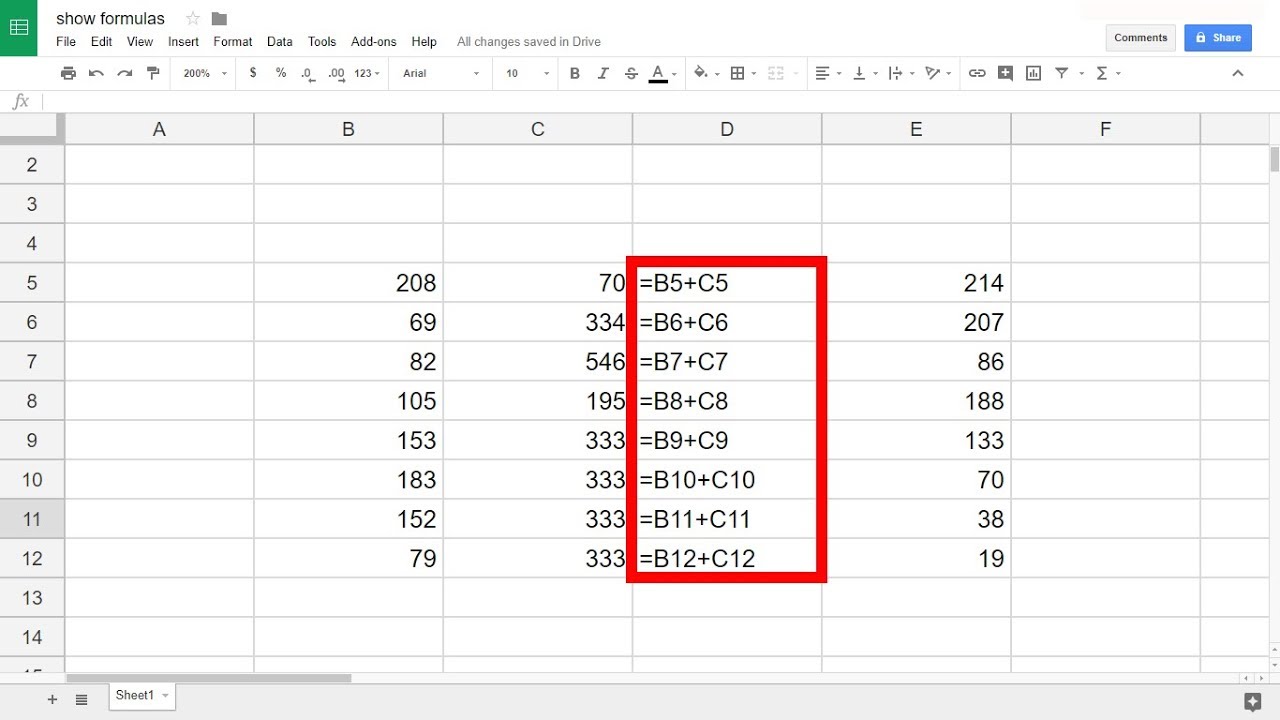 show formulas
File Edit View Insert Format Data Tools Add-ons Help All changes saved in Drive
Comments Share
200% $ % .0 .00 123 Arial 10 B I S A Σ
fx
A B C D E F
2
3
4
5 208 70 =B5+C5 214
6 69 334 =B6+C6 207
7 82 546 =B7+C7 86
8 105 195 =B8+C8 188
9 153 333 =B9+C9 133
10 183 333 =B10+C10 70
11 152 333 =B11+C11 38
12 79 333 =B12+C12 19
13
14
15
+ Sheet1